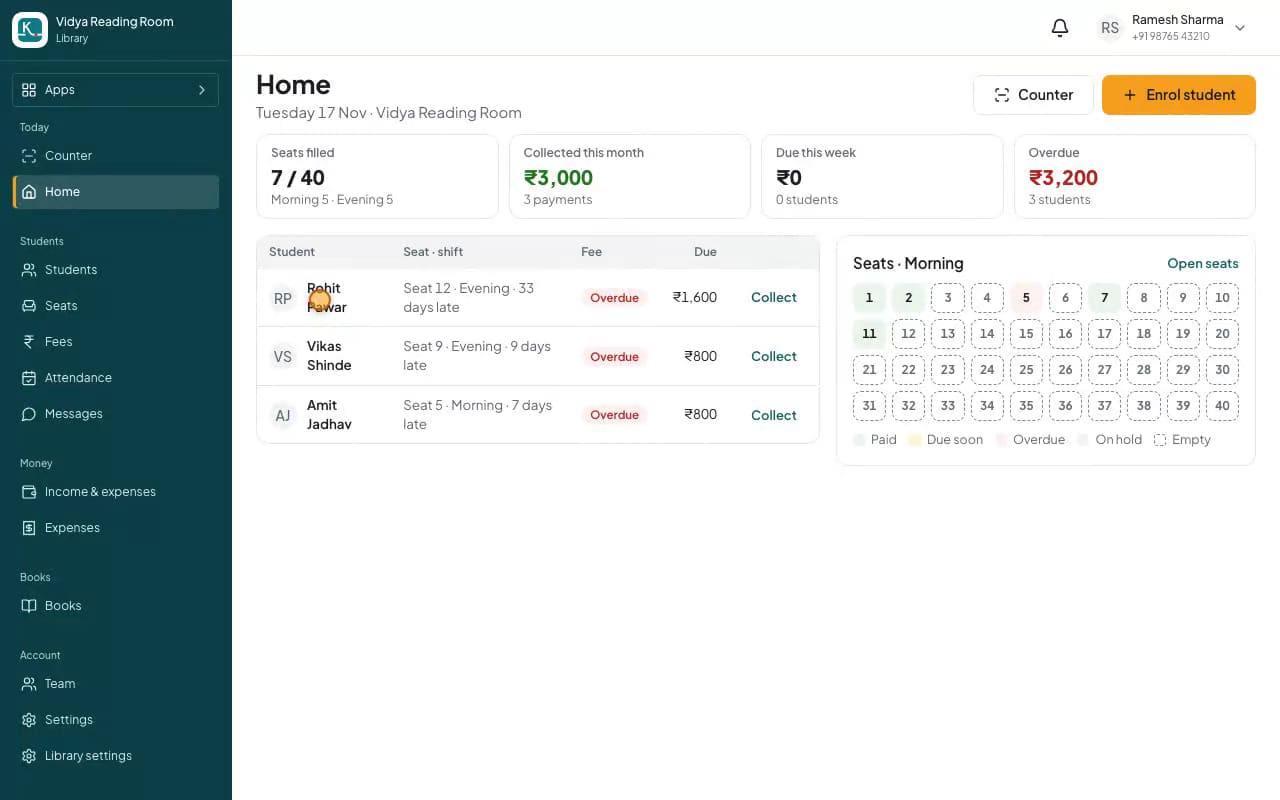 K
Vidya Reading Room
Library
Apps
Today
Counter
Home
Students
Students
Seats
Fees
Attendance
Messages
Money
Income & expenses
Expenses
Books
Books
Account
Team
Settings
Library settings
RS
Ramesh Sharma
+91 98765 43210
Home
Tuesday 17 Nov · Vidya Reading Room
Counter
+ Enrol student
Seats filled
7 / 40
Morning 5 · Evening 5
Collected this month
₹3,000
3 payments
Due this week
₹0
0 students
Overdue
₹3,200
3 students
Student Seat · shift Fee Due
RP Rohit Pawar Seat 12 · Evening · 33 days late Overdue ₹1,600 Collect
VS Vikas Shinde Seat 9 · Evening · 9 days late Overdue ₹800 Collect
AJ Amit Jadhav Seat 5 · Morning · 7 days late Overdue ₹800 Collect
Seats · Morning Open seats
1 2 3 4 5 6 7 8 9 10
11 12 13 14 15 16 17 18 19 20
21 22 23 24 25 26 27 28 29 30
31 32 33 34 35 36 37 38 39 40
Paid Due soon Overdue On hold Empty